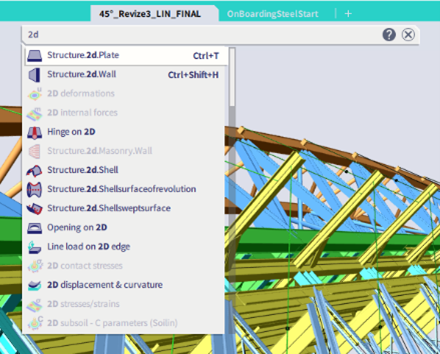 45°_Revize3_LIN_FINAL OnBoardingSteelStart +
2d ?
Structure.2d.Plate Ctrl+T
Structure.2d.Wall Ctrl+Shift+H
2D deformations
2D internal forces
Hinge on 2D
Structure.2d.Masonry.Wall
Structure.2d.Shell
Structure.2d.Shellsurfaceofrevolution
Structure.2d.Shellsweptsurface
Opening on 2D
Line load on 2D edge
2D contact stresses
2D displacement & curvature
2D stresses/strains
2D subsoil - C parameters (Soilin)